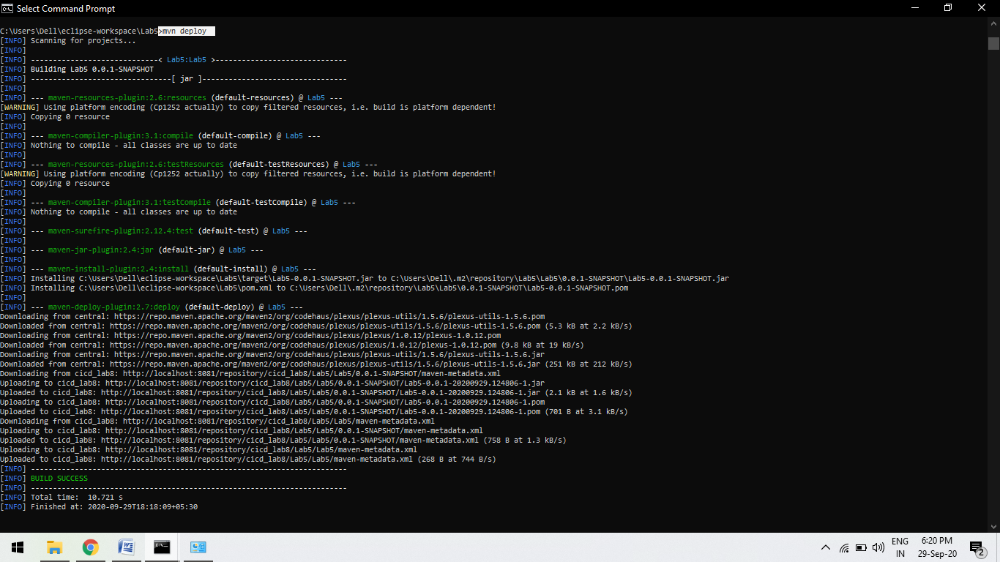 Select Command Prompt
C:\Users\Dell\eclipse-workspace\Lab5>mvn deploy
[INFO] Scanning for projects...
[INFO]
[INFO] -----------------------------< Lab5:Lab5 >------------------------------
[INFO] Building Lab5 0.0.1-SNAPSHOT
[INFO] --------------------------------[ jar ]---------------------------------
[INFO]
[INFO] --- maven-resources-plugin:2.6:resources (default-resources) @ Lab5 ---
[WARNING] Using platform encoding (Cp1252 actually) to copy filtered resources, i.e. build is platform dependent!
[INFO] Copying 0 resource
[INFO]
[INFO] --- maven-compiler-plugin:3.1:compile (default-compile) @ Lab5 ---
[INFO] Nothing to compile - all classes are up to date
[INFO]
[INFO] --- maven-resources-plugin:2.6:testResources (default-testResources) @ Lab5 ---
[WARNING] Using platform encoding (Cp1252 actually) to copy filtered resources, i.e. build is platform dependent!
[INFO] Copying 0 resource
[INFO]
[INFO] --- maven-compiler-plugin:3.1:testCompile (default-testCompile) @ Lab5 ---
[INFO] Nothing to compile - all classes are up to date
[INFO]
[INFO] --- maven-surefire-plugin:2.12.4:test (default-test) @ Lab5 ---
[INFO]
[INFO] --- maven-jar-plugin:2.4:jar (default-jar) @ Lab5 ---
[INFO]
[INFO] --- maven-install-plugin:2.4:install (default-install) @ Lab5 ---
[INFO] Installing C:\Users\Dell\eclipse-workspace\Lab5\target\Lab5-0.0.1-SNAPSHOT.jar to C:\Users\Dell\.m2\repository\Lab5\Lab5\0.0.1-SNAPSHOT\Lab5-0.0.1-SNAPSHOT.jar
[INFO] Installing C:\Users\Dell\eclipse-workspace\Lab5\pom.xml to C:\Users\Dell\.m2\repository\Lab5\Lab5\0.0.1-SNAPSHOT\Lab5-0.0.1-SNAPSHOT.pom
[INFO]
[INFO] --- maven-deploy-plugin:2.7:deploy (default-deploy) @ Lab5 ---
Downloading from central: https://repo.maven.apache.org/maven2/org/codehaus/plexus/plexus-utils/1.5.6/plexus-utils-1.5.6.pom
Downloaded from central: https://repo.maven.apache.org/maven2/org/codehaus/plexus/plexus-utils/1.5.6/plexus-utils-1.5.6.pom (5.3 kB at 2.2 kB/s)
Downloading from central: https://repo.maven.apache.org/maven2/org/codehaus/plexus/plexus/1.0.12/plexus-1.0.12.pom
Downloaded from central: https://repo.maven.apache.org/maven2/org/codehaus/plexus/plexus/1.0.12/plexus-1.0.12.pom (9.8 kB at 19 kB/s)
Downloading from central: https://repo.maven.apache.org/maven2/org/codehaus/plexus/plexus-utils/1.5.6/plexus-utils-1.5.6.jar
Downloaded from central: https://repo.maven.apache.org/maven2/org/codehaus/plexus/plexus-utils/1.5.6/plexus-utils-1.5.6.jar (251 kB at 212 kB/s)
Downloading from cicd_lab8: http://localhost:8081/repository/cicd_lab8/Lab5/Lab5/0.0.1-SNAPSHOT/maven-metadata.xml
Uploading to cicd_lab8: http://localhost:8081/repository/cicd_lab8/Lab5/Lab5/0.0.1-SNAPSHOT/Lab5-0.0.1-20200929.124806-1.jar
Uploaded to cicd_lab8: http://localhost:8081/repository/cicd_lab8/Lab5/Lab5/0.0.1-SNAPSHOT/Lab5-0.0.1-20200929.124806-1.jar (2.1 kB at 1.6 kB/s)
Uploading to cicd_lab8: http://localhost:8081/repository/cicd_lab8/Lab5/Lab5/0.0.1-SNAPSHOT/Lab5-0.0.1-20200929.124806-1.pom
Uploaded to cicd_lab8: http://localhost:8081/repository/cicd_lab8/Lab5/Lab5/0.0.1-SNAPSHOT/Lab5-0.0.1-20200929.124806-1.pom (701 B at 3.1 kB/s)
Downloading from cicd_lab8: http://localhost:8081/repository/cicd_lab8/Lab5/Lab5/maven-metadata.xml
Uploading to cicd_lab8: http://localhost:8081/repository/cicd_lab8/Lab5/Lab5/0.0.1-SNAPSHOT/maven-metadata.xml
Uploaded to cicd_lab8: http://localhost:8081/repository/cicd_lab8/Lab5/Lab5/0.0.1-SNAPSHOT/maven-metadata.xml (758 B at 1.3 kB/s)
Uploading to cicd_lab8: http://localhost:8081/repository/cicd_lab8/Lab5/Lab5/maven-metadata.xml
Uploaded to cicd_lab8: http://localhost:8081/repository/cicd_lab8/Lab5/Lab5/maven-metadata.xml (268 B at 744 B/s)
[INFO] ------------------------------------------------------------------------
[INFO] BUILD SUCCESS
[INFO] ------------------------------------------------------------------------
[INFO] Total time:  10.721 s
[INFO] Finished at: 2020-09-29T18:18:09+05:30
ENG
IN
6:20 PM
29-Sep-20
2